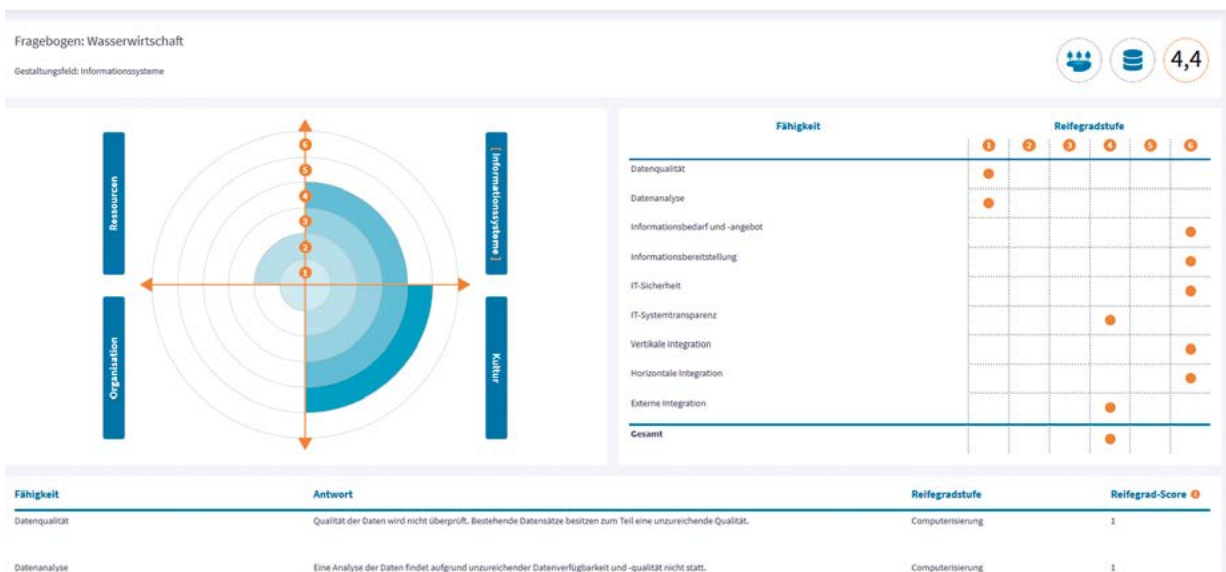 Fragebogen: Wasserwirtschaft
Gestaltungsfeld: Informationssysteme
4,4
Ressourcen
[ Informationssysteme ]
Organisation
Kultur
6
5
4
3
2
1
Fähigkeit Reifegradstufe
1 2 3 4 5 6
Datenqualität
Datenanalyse
Informationsbedarf und -angebot
Informationsbereitstellung
IT-Sicherheit
IT-Systemtransparenz
Vertikale Integration
Horizontale Integration
Externe Integration
Gesamt
Fähigkeit Antwort Reifegradstufe Reifegrad-Score
Datenqualität Qualität der Daten wird nicht überprüft. Bestehende Datensätze besitzen zum Teil eine unzureichende Qualität. Computerisierung 1
Datenanalyse Eine Analyse der Daten findet aufgrund unzureichender Datenverfügbarkeit und -qualität nicht statt. Computerisierung 1